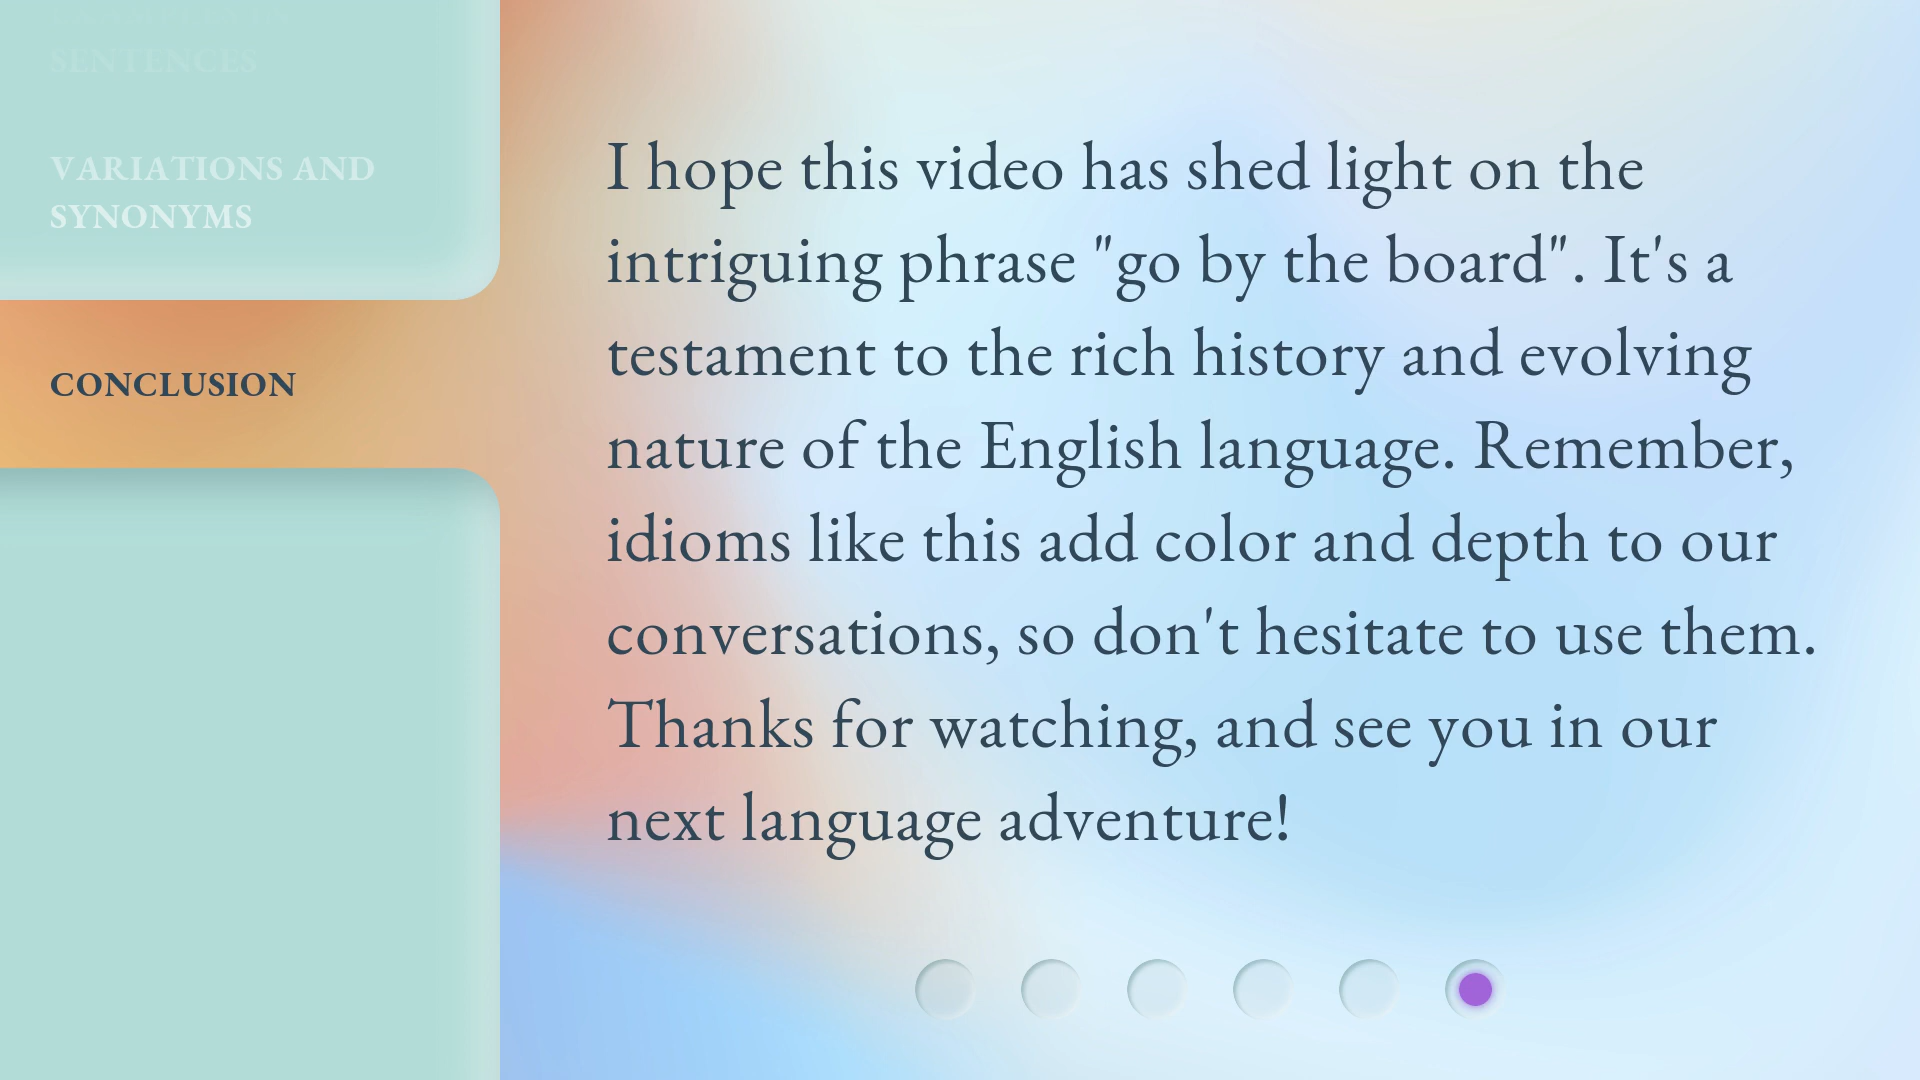 SENTENCES
VARIATIONS AND
SYNONYMS
CONCLUSION
I hope this video has shed light on the
intriguing phrase "go by the board". It's a
testament to the rich history and evolving
nature of the English language. Remember,
idioms like this add color and depth to our
conversations, so don't hesitate to use them.
Thanks for watching, and see you in our
next language adventure!